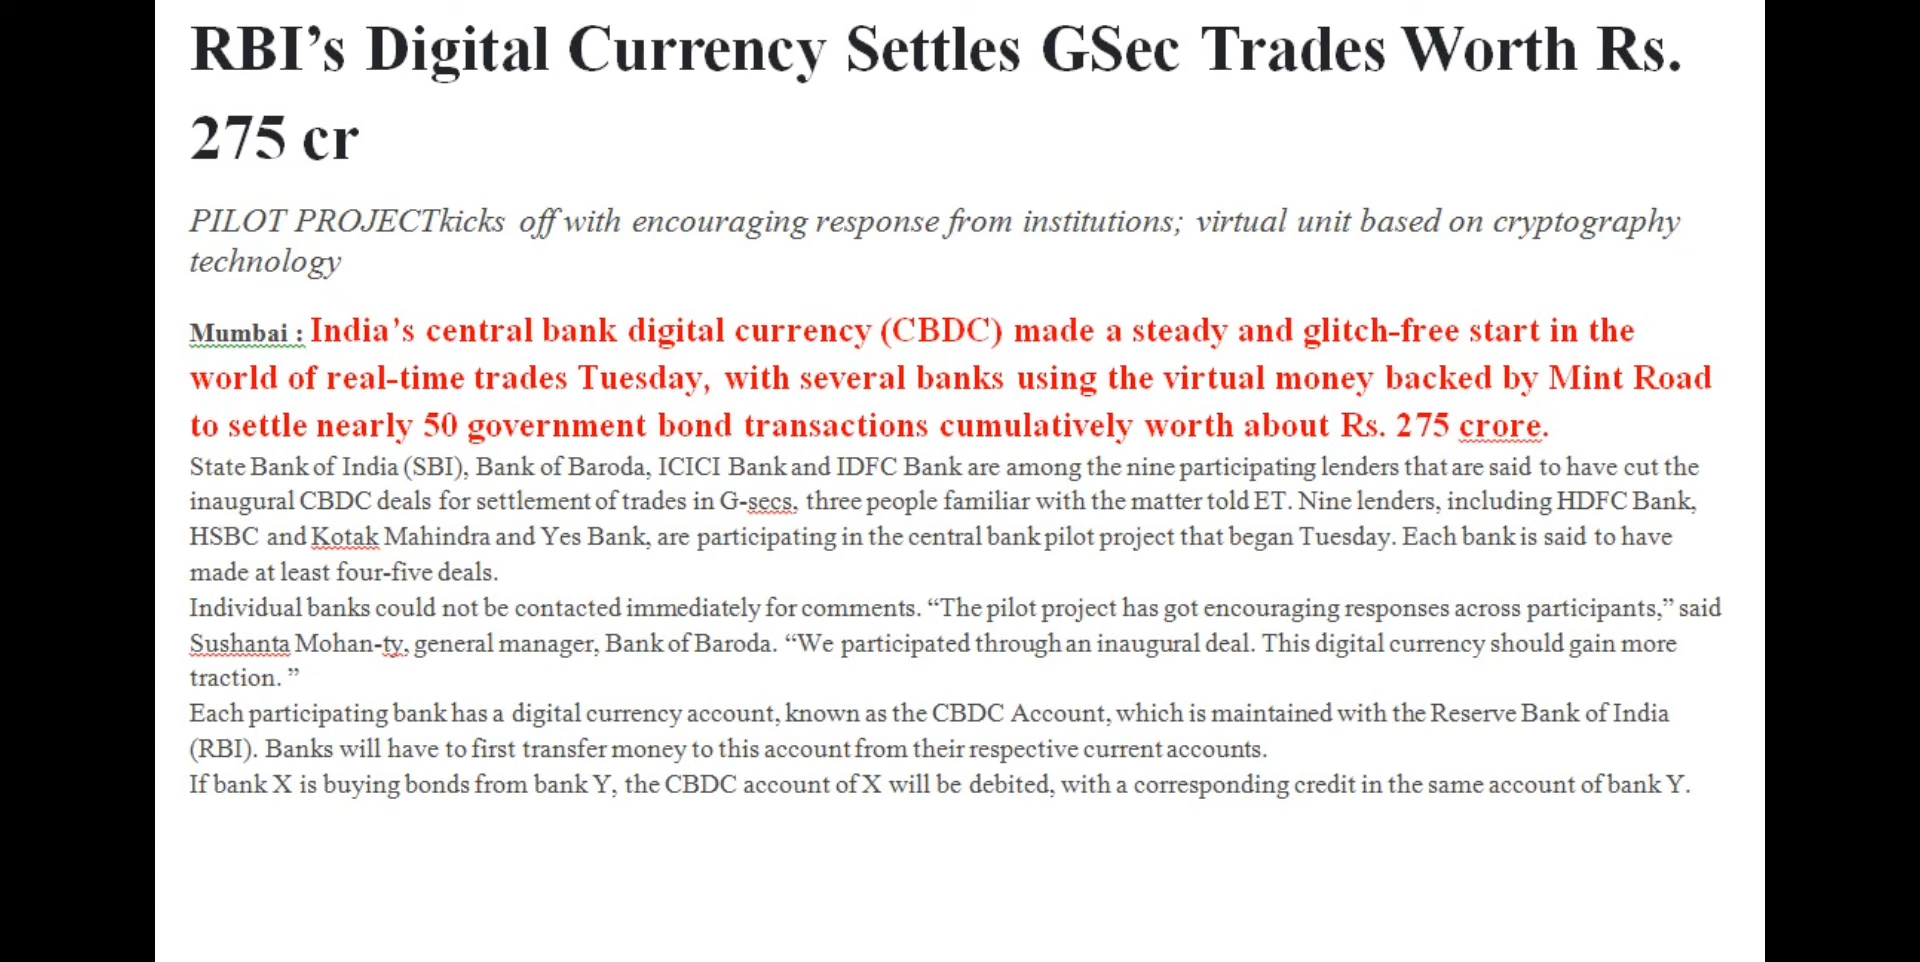 RBI’s Digital Currency Settles GSec Trades Worth Rs.
275 cr
PILOT PROJECTkicks off with encouraging response from institutions; virtual unit based on cryptography
technology
Mumbai : India’s central bank digital currency (CBDC) made a steady and glitch-free start in the
world of real-time trades Tuesday, with several banks using the virtual money backed by Mint Road
to settle nearly 50 government bond transactions cumulatively worth about Rs. 275 crore.
State Bank of India (SBI), Bank of Baroda, ICICI Bank and IDFC Bank are among the nine participating lenders that are said to have cut the
inaugural CBDC deals for settlement of trades in G-secs, three people familiar with the matter told ET. Nine lenders, including HDFC Bank,
HSBC and Kotak Mahindra and Yes Bank, are participating in the central bank pilot project that began Tuesday. Each bank is said to have
made at least four-five deals.
Individual banks could not be contacted immediately for comments. “The pilot project has got encouraging responses across participants,” said
Sushanta Mohan-ty, general manager, Bank of Baroda. “We participated through an inaugural deal. This digital currency should gain more
traction. ”
Each participating bank has a digital currency account, known as the CBDC Account, which is maintained with the Reserve Bank of India
(RBI). Banks will have to first transfer money to this account from their respective current accounts.
If bank X is buying bonds from bank Y, the CBDC account of X will be debited, with a corresponding credit in the same account of bank Y.